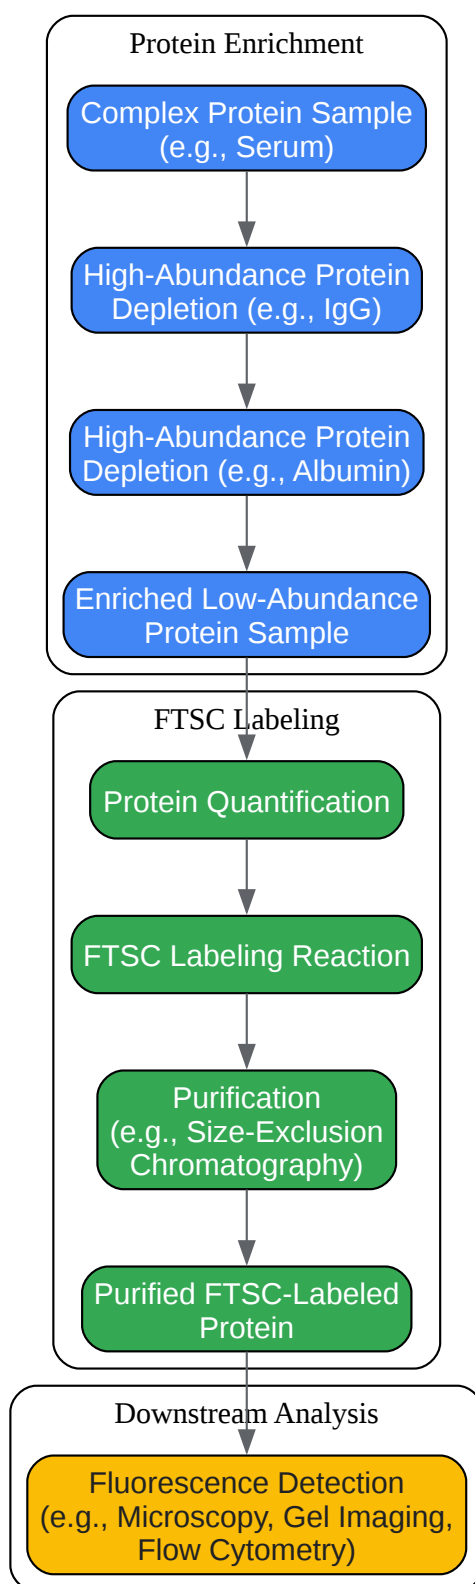 Protein Enrichment
Complex Protein Sample
(e.g., Serum)
High-Abundance Protein
Depletion (e.g., IgG)
High-Abundance Protein
Depletion (e.g., Albumin)
Enriched Low-Abundance
Protein Sample
FTSC Labeling
Protein Quantification
FTSC Labeling Reaction
Purification
(e.g., Size-Exclusion
Chromatography)
Purified FTSC-Labeled
Protein
Downstream Analysis
Fluorescence Detection
(e.g., Microscopy, Gel Imaging,
Flow Cytometry)